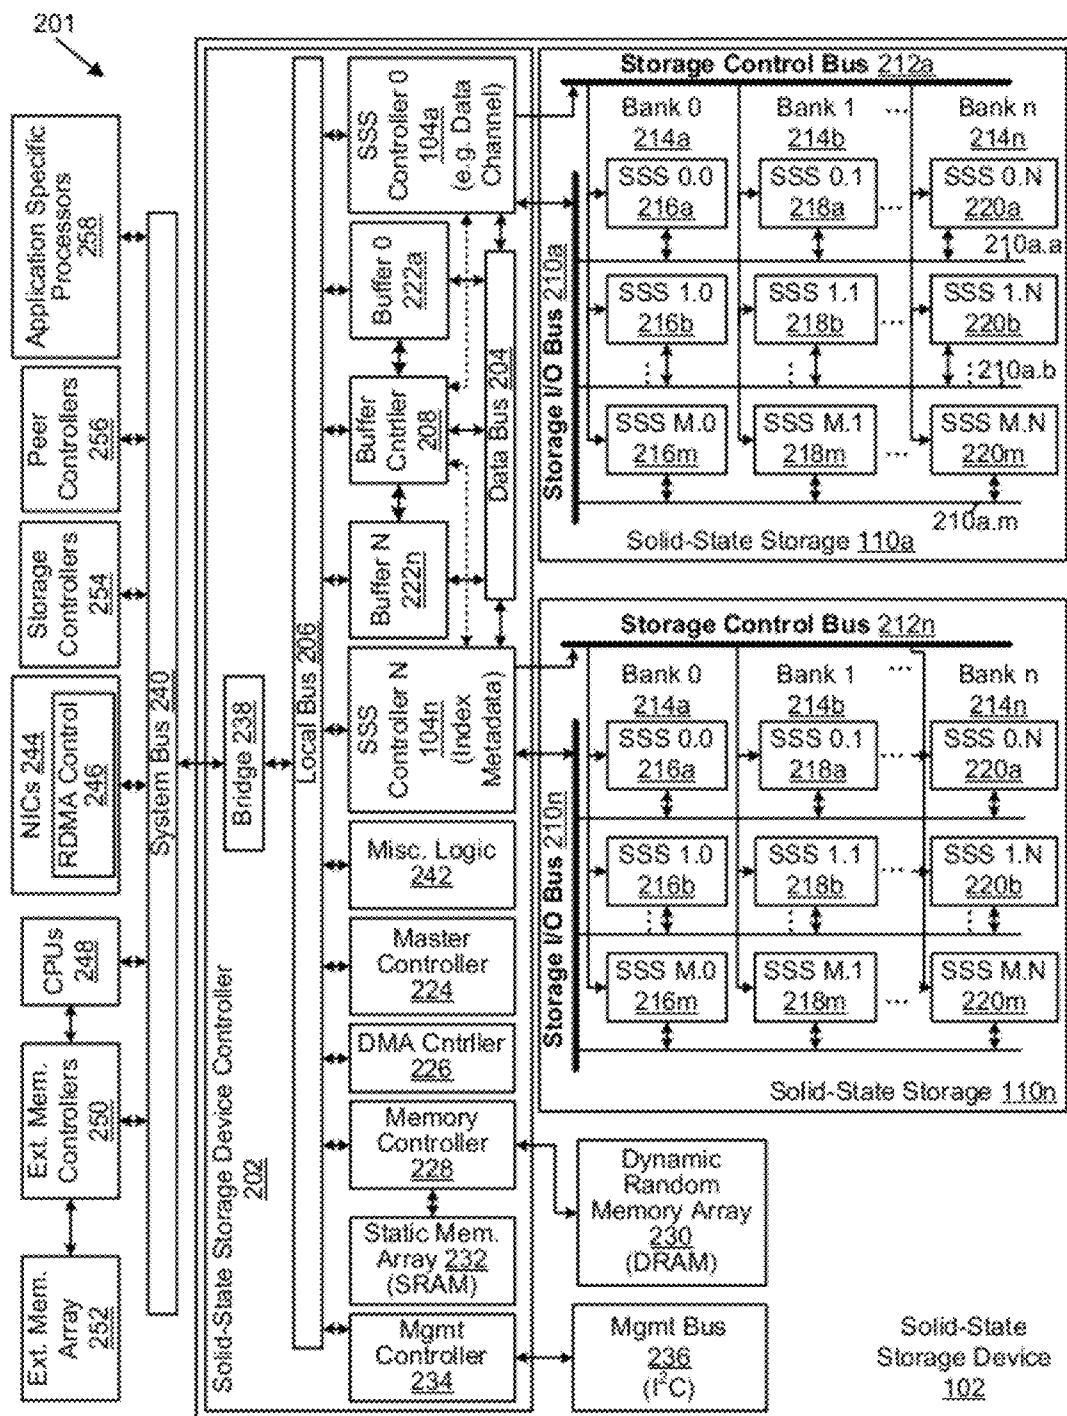 201
Application Specific
Processors
258
Peer
Controllers
256
Storage
Controllers
254
NICs 244
RDMA Control
246
CPUs
248
Ext. Mem.
Controllers
250
Ext. Mem.
Array
252
System Bus 240
Solid-State Storage Device Controller
202
Bridge 238
Local Bus 206
SSS
Controller 0
104a
(e.g. Data
Channel)
Buffer 0
222a
Buffer
Cntrller
208
Buffer N
222n
Data Bus 204
SSS
Controller N
104n
(Index
Metadata)
Misc. Logic
242
Master
Controller
224
DMA Cntrller
226
Memory
Controller
228
Static Mem.
Array 232
(SRAM)
Mgmt
Controller
234
Storage Control Bus 212a
Storage I/O Bus 210a
Bank 0
214a
Bank 1
214b
...
Bank n
214n
SSS 0.0
216a
SSS 0.1
218a
...
SSS 0.N
220a
210a.a
SSS 1.0
216b
SSS 1.1
218b
...
SSS 1.N
220b
210a.b
SSS M.0
216m
SSS M.1
218m
...
SSS M.N
220m
210a.m
Solid-State Storage 110a
Storage Control Bus 212n
Storage I/O Bus 210n
Bank 0
214a
Bank 1
214b
...
Bank n
214n
SSS 0.0
216a
SSS 0.1
218a
...
SSS 0.N
220a
SSS 1.0
216b
SSS 1.1
218b
...
SSS 1.N
220b
SSS M.0
216m
SSS M.1
218m
...
SSS M.N
220m
Solid-State Storage 110n
Dynamic
Random
Memory Array
230
(DRAM)
Mgmt Bus
236
(I²C)
Solid-State
Storage Device
102